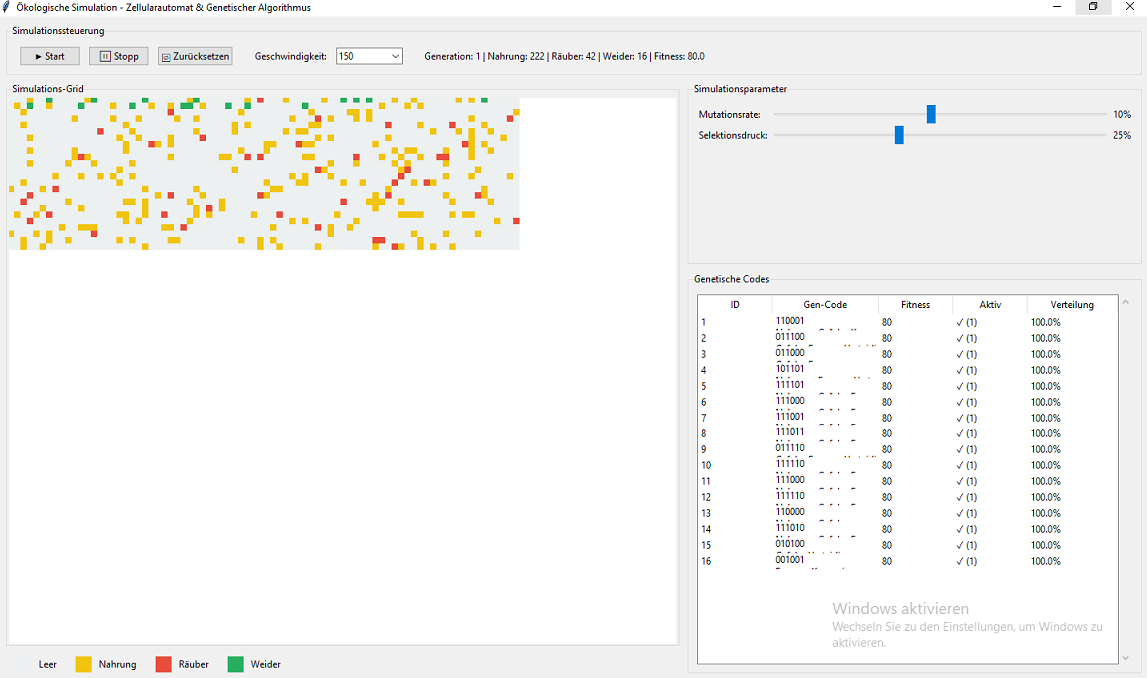 Ökologische Simulation - Zellularautomat & Genetischer Algorithmus
Simulationssteuerung
Start
Stopp
Zurücksetzen
Geschwindigkeit:
150
Generation: 1 | Nahrung: 222 | Räuber: 42 | Weider: 16 | Fitness: 80.0
Simulations-Grid
Leer
Nahrung
Räuber
Weider
Simulationsparameter
Mutationsrate: 10%
Selektionsdruck: 25%
Genetische Codes
ID Gen-Code Fitness Aktiv Verteilung
1 110001 80 ✓ (1) 100.0%
2 011100 80 ✓ (1) 100.0%
3 011000 80 ✓ (1) 100.0%
4 101101 80 ✓ (1) 100.0%
5 111101 80 ✓ (1) 100.0%
6 111000 80 ✓ (1) 100.0%
7 111001 80 ✓ (1) 100.0%
8 111011 80 ✓ (1) 100.0%
9 011110 80 ✓ (1) 100.0%
10 111110 80 ✓ (1) 100.0%
11 111000 80 ✓ (1) 100.0%
12 111110 80 ✓ (1) 100.0%
13 110000 80 ✓ (1) 100.0%
14 111010 80 ✓ (1) 100.0%
15 010100 80 ✓ (1) 100.0%
16 001001 80 ✓ (1) 100.0%
Windows aktivieren
Wechseln Sie zu den Einstellungen, um Windows zu
aktivieren.